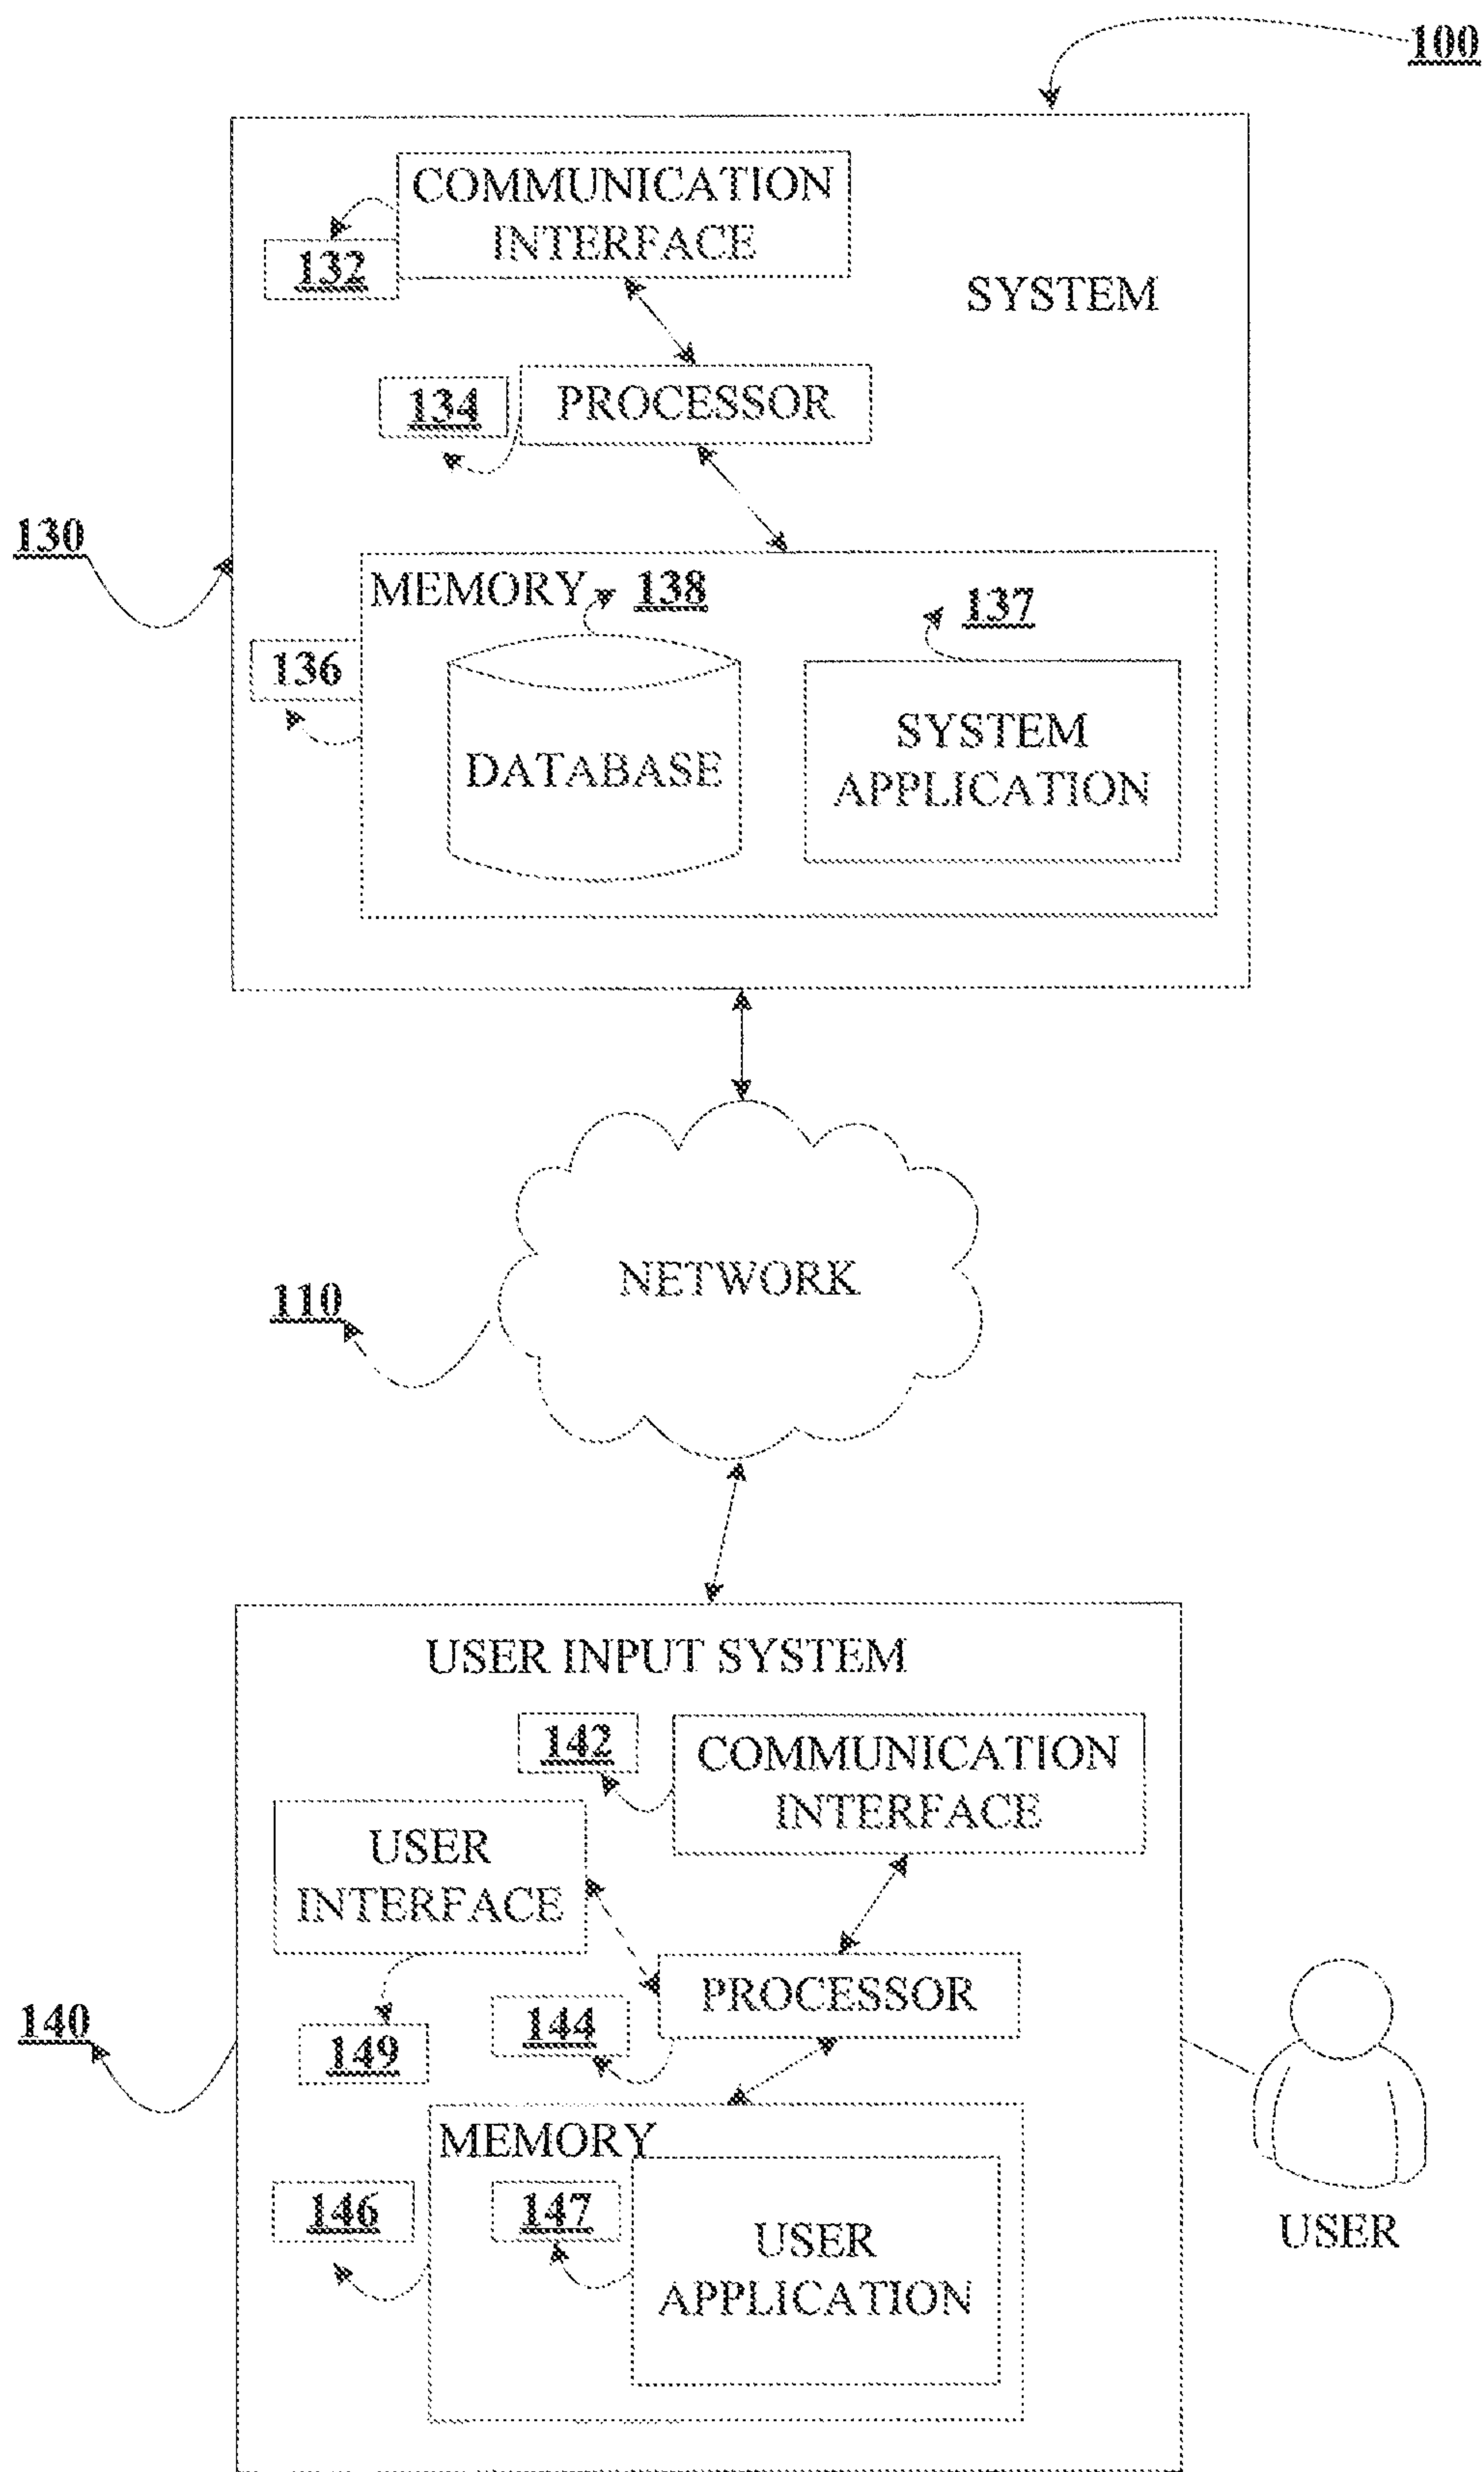 100
COMMUNICATION
INTERFACE
132
SYSTEM
134
PROCESSOR
130
MEMORY
138
137
136
DATABASE
SYSTEM
APPLICATION
NETWORK
110
USER INPUT SYSTEM
142
COMMUNICATION
INTERFACE
USER
INTERFACE
PROCESSOR
144
149
140
MEMORY
146
147
USER
APPLICATION
USER